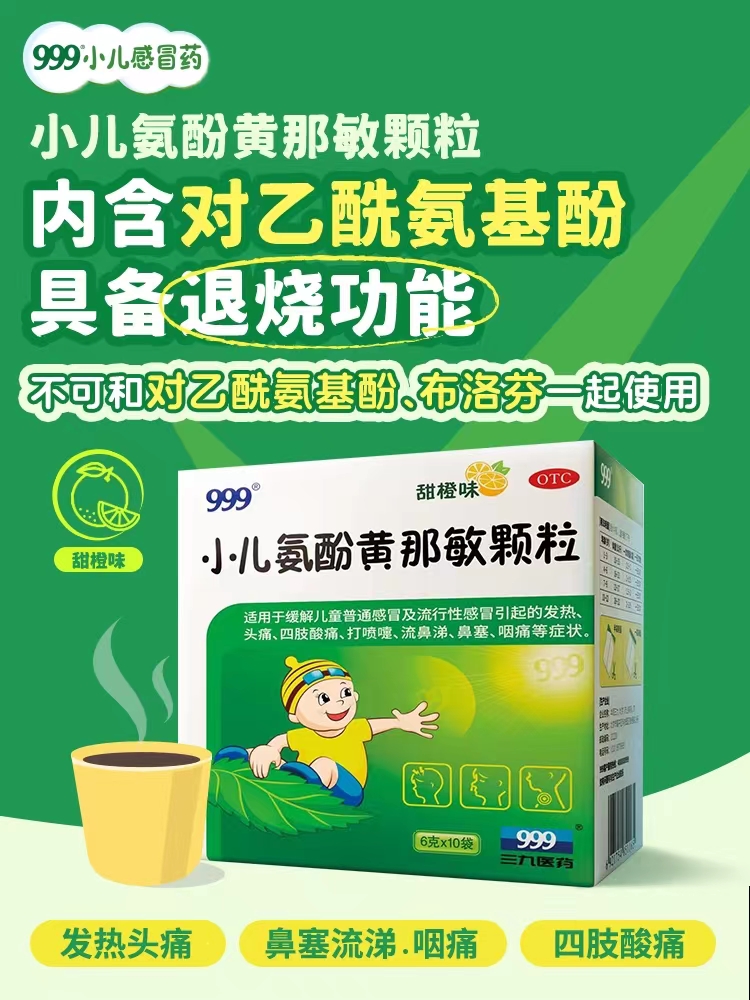 999®小儿感冒药
小儿氨酚黄那敏颗粒
内含对乙酰氨基酚
具备退烧功能
不可和对乙酰氨基酚、布洛芬一起使用
甜橙味
999®
甜橙味
OTC
小儿氨酚黄那敏颗粒
适用于缓解儿童普通感冒及流行性感冒引起的发热、
头痛、四肢酸痛、打喷嚏、流鼻涕、鼻塞、咽痛等症状。
999
6克x10袋
999®
三九医药
999
发热头痛
鼻塞流涕.咽痛
四肢酸痛